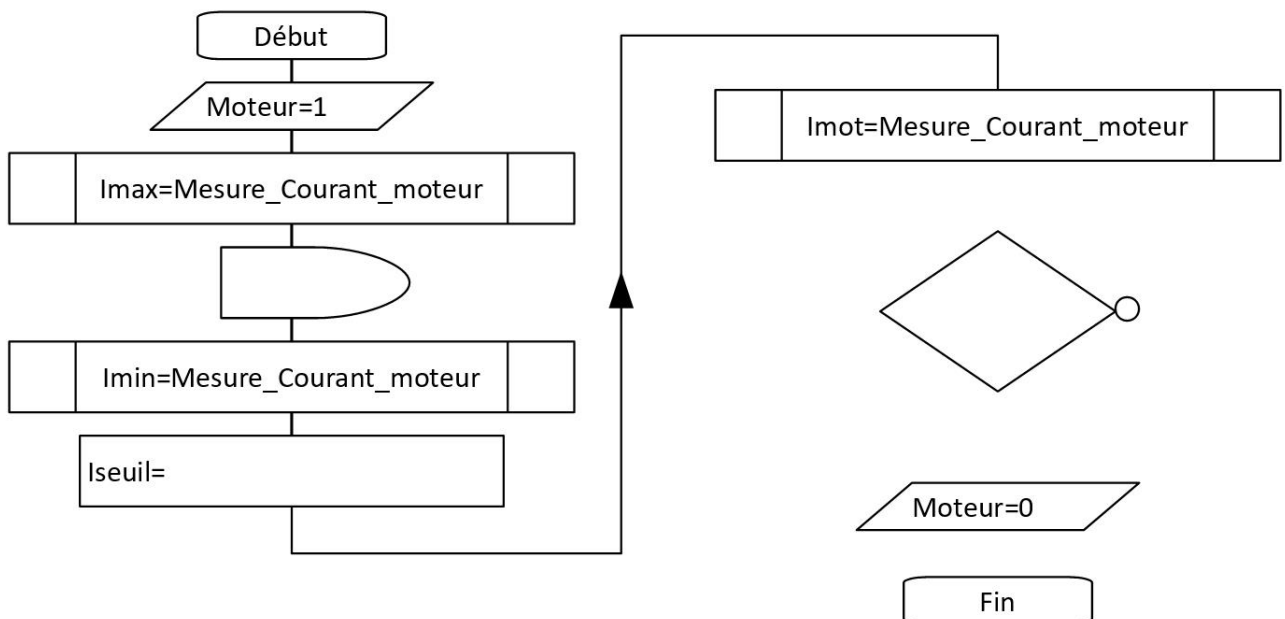 Début
Moteur=1
Imax=Mesure_Courant_moteur
Imin=Mesure_Courant_moteur
Iseuil=
Imot=Mesure_Courant_moteur
Moteur=0
Fin